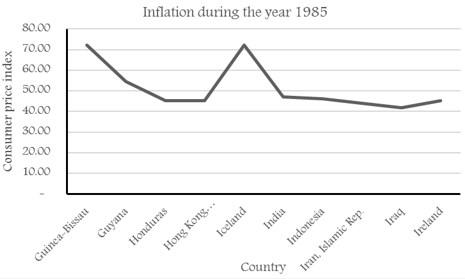 Inflation during the year 1985
Consumer price index
80.00
70.00
60.00
50.00
40.00
30.00
20.00
10.00
-
Guinea-Bissau
Guyana
Honduras
Hong Kong...
Iceland
India
Indonesia
Iran, Islamic Rep.
Iraq
Ireland
Country